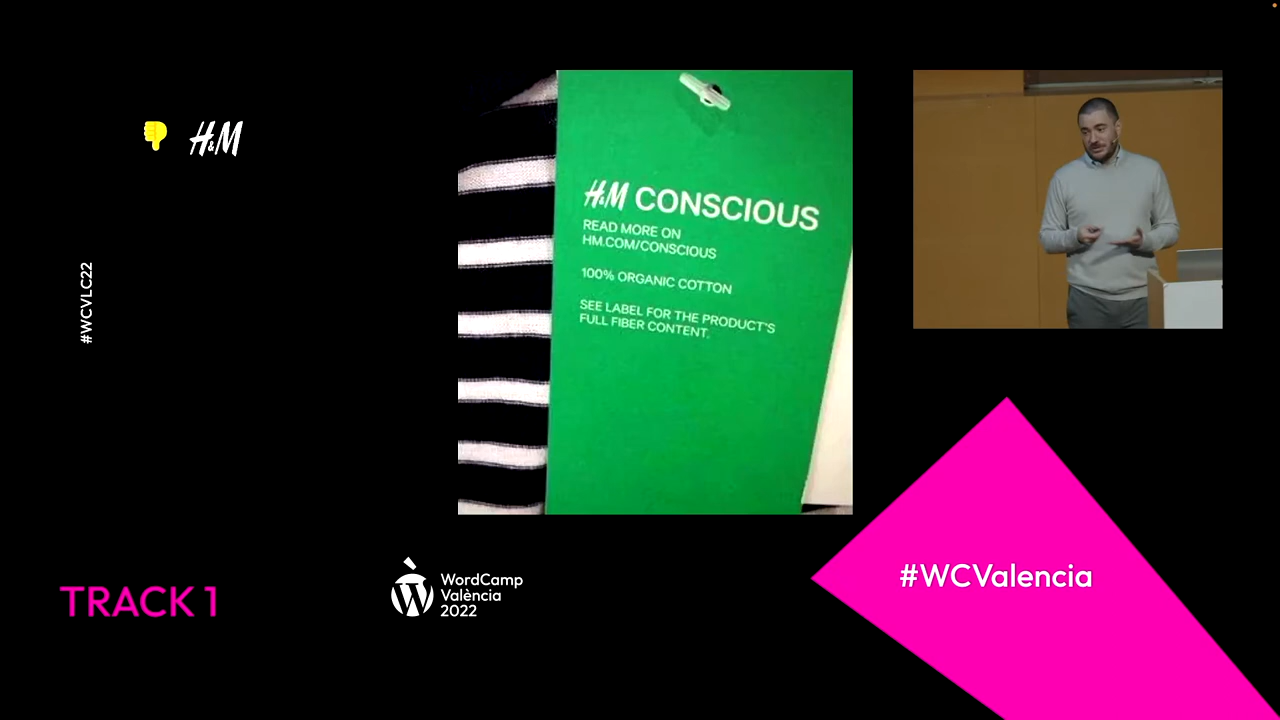 H&M
#WCVLC22
H&M CONSCIOUS
READ MORE ON
HM.COM/CONSCIOUS
100% ORGANIC COTTON
SEE LABEL FOR THE PRODUCT'S
FULL FIBER CONTENT.
TRACK 1
WordCamp
València
2022
#WCValencia